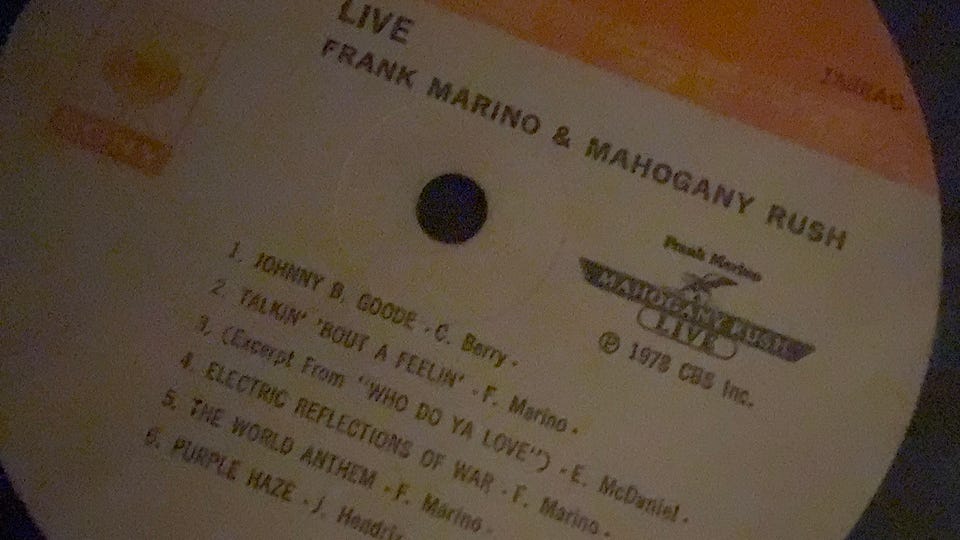 LIVE
FRANK MARINO & MAHOGANY RUSH
Frank Marino
MAHOGANY RUSH
LIVE
℗ 1978 CBS Inc.
1. JOHNNY B. GOODE - C. Berry -
2. TALKIN' 'BOUT A FEELIN' - F. Marino -
3. (Excerpt From "WHO DO YA LOVE") - E. McDaniel -
4. ELECTRIC REFLECTIONS OF WAR - F. Marino -
5. THE WORLD ANTHEM - F. Marino -
6. PURPLE HAZE - J. Hendrix